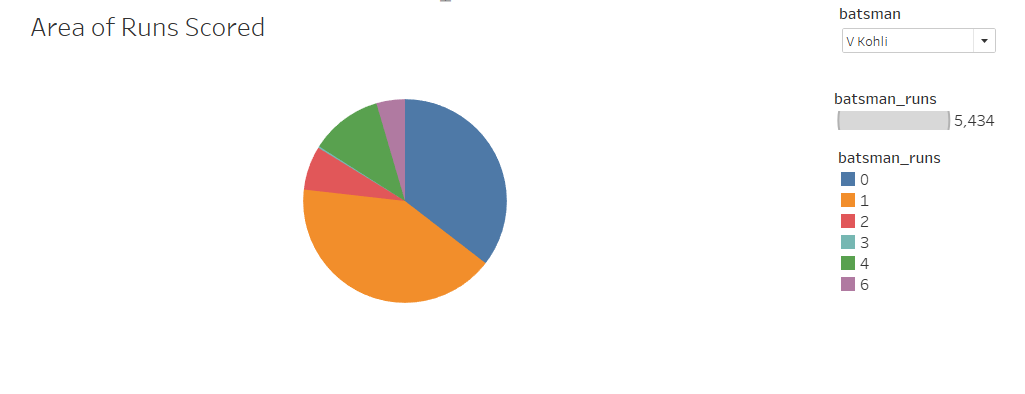 Area of Runs Scored
batsman
V Kohli
batsman_runs
5,434
batsman_runs
0
1
2
3
4
6